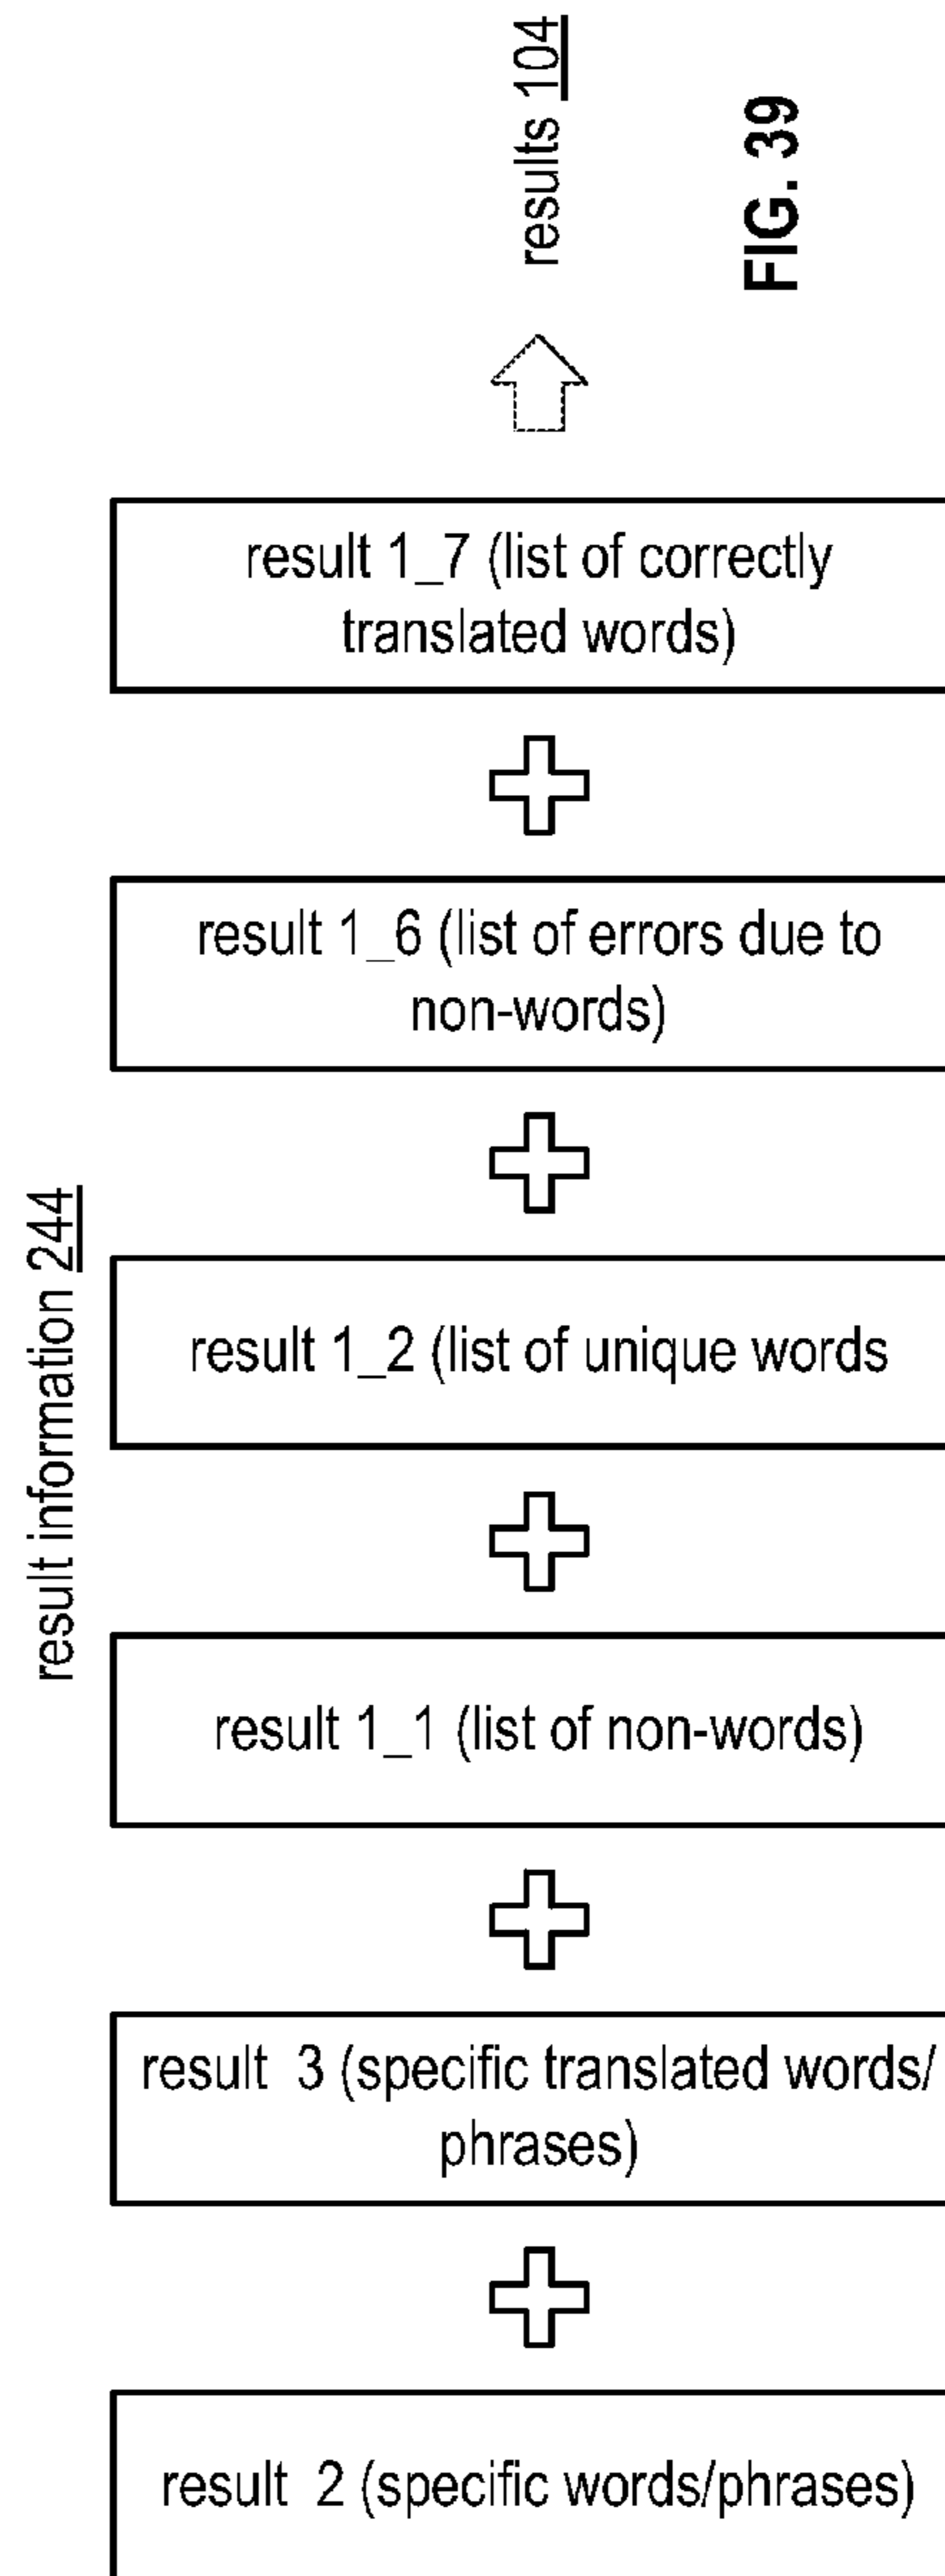 results 104
FIG. 39
result 1_7 (list of correctly
translated words)
result 1_6 (list of errors due to
non-words)
result information 244
result 1_2 (list of unique words
result 1_1 (list of non-words)
result 3 (specific translated words/
phrases)
result 2 (specific words/phrases)